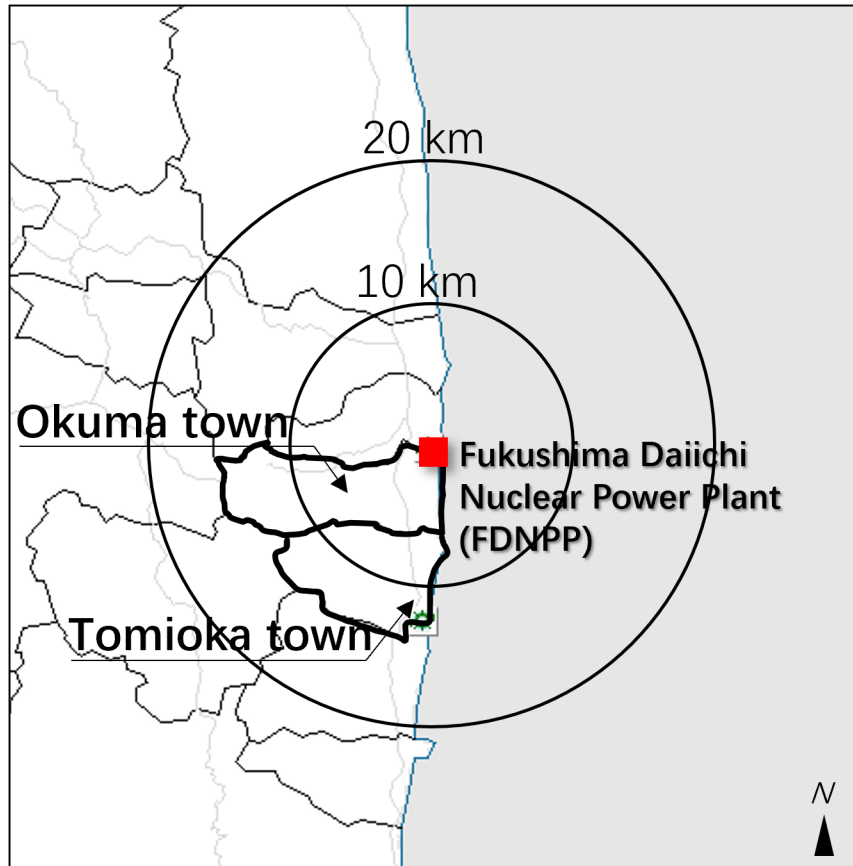 20 km
10 km
Okuma town
Fukushima Daiichi
Nuclear Power Plant
(FDNPP)
Tomioka town
N